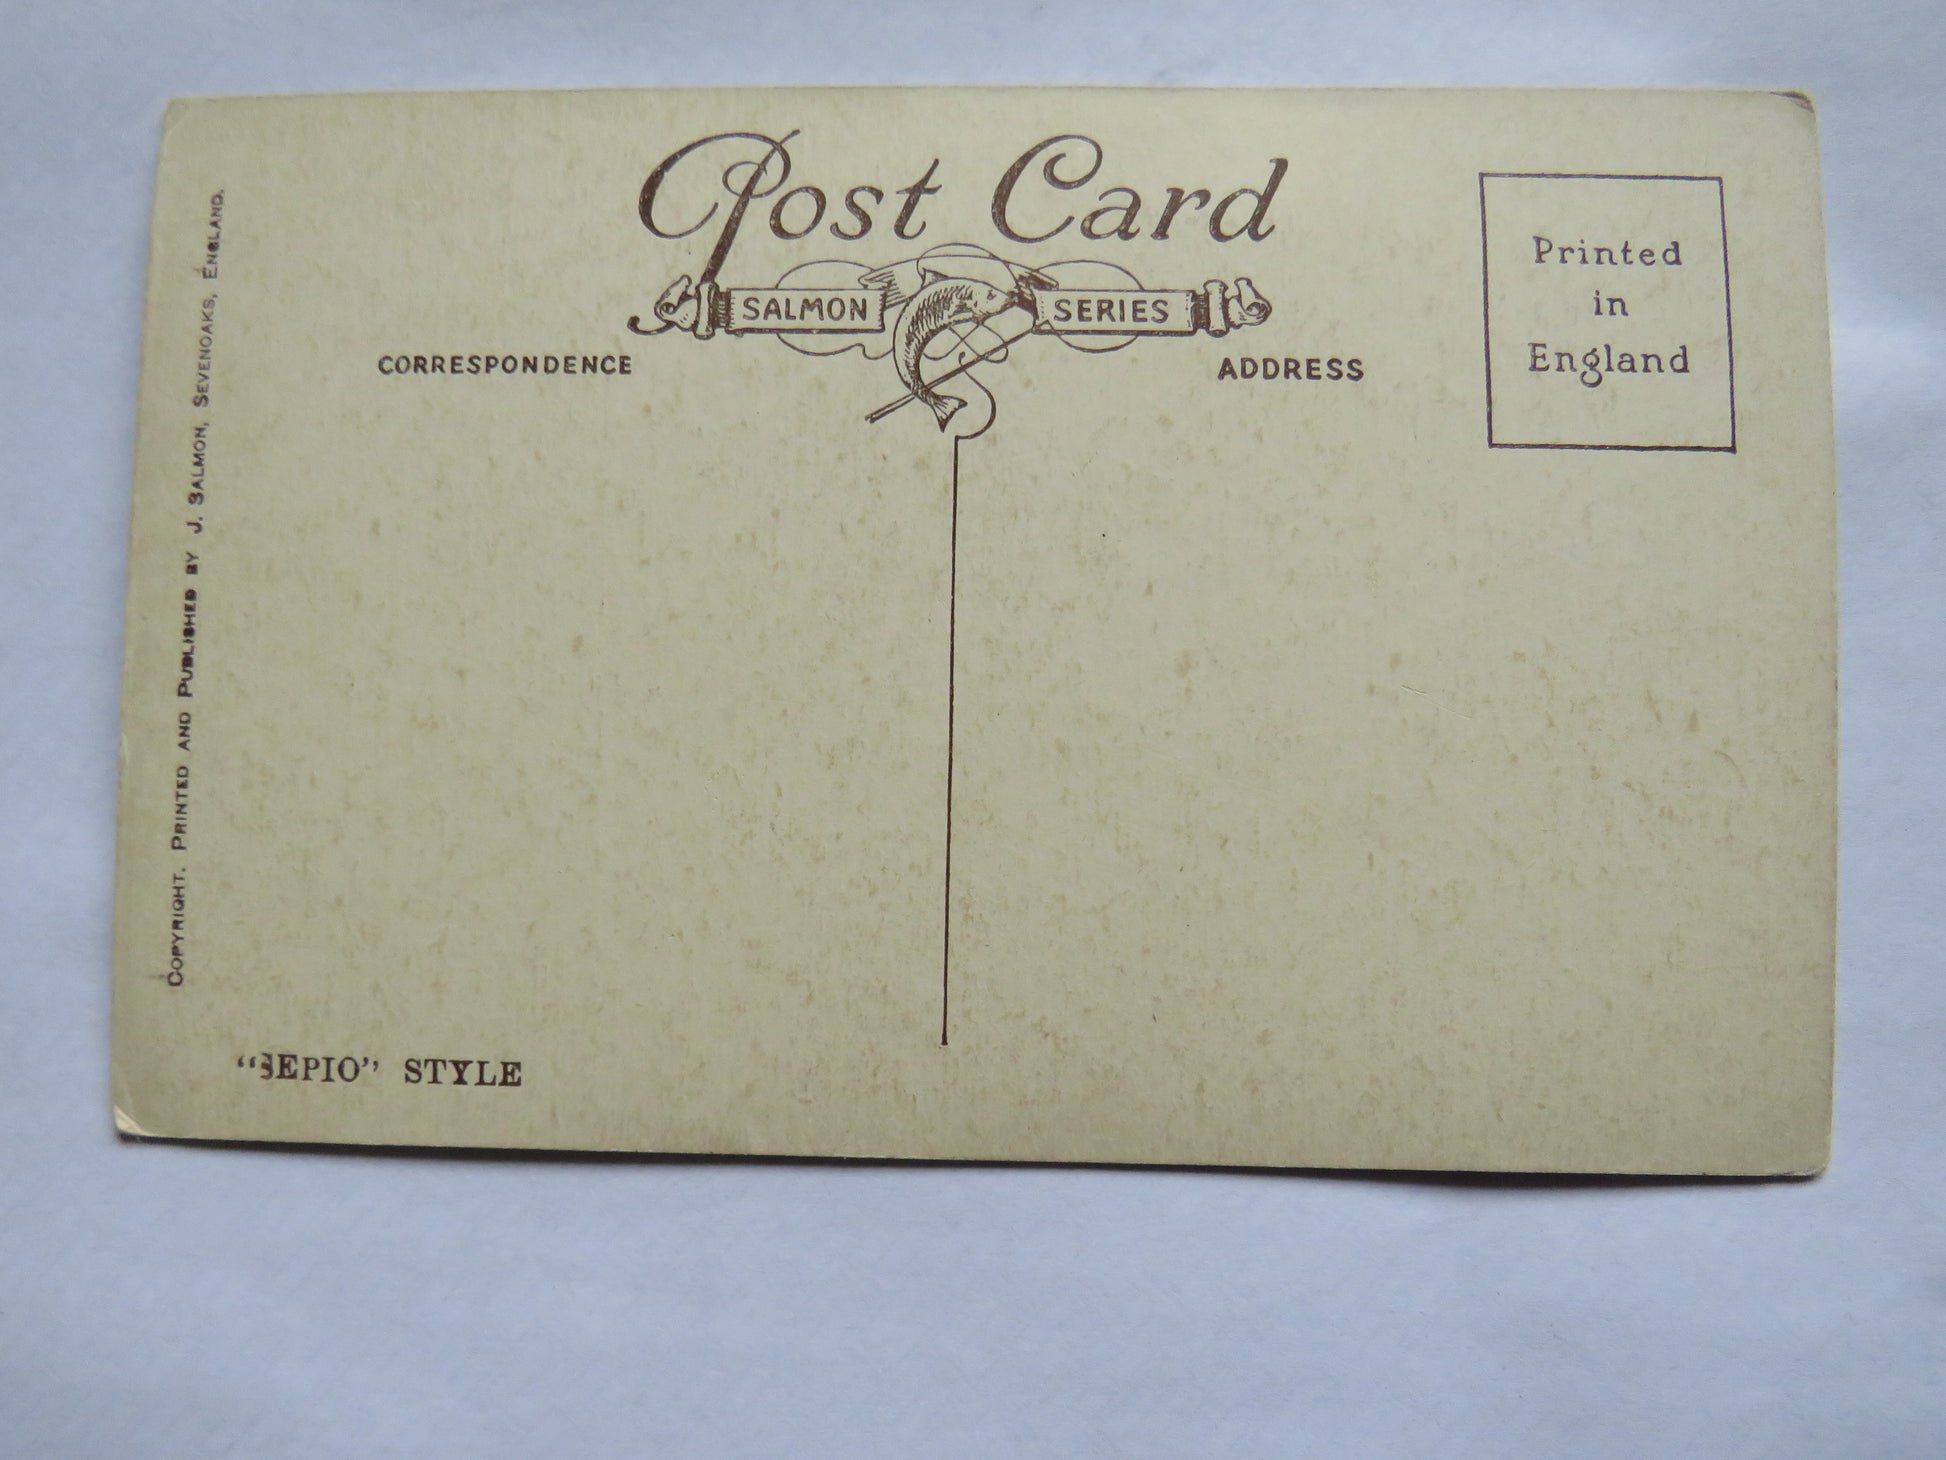 Post Card
SALMON SERIES
CORRESPONDENCE
ADDRESS
Printed
in
England
COPYRIGHT. PRINTED AND PUBLISHED BY J. SALMON, SEVENOAKS, ENGLAND.
“SEPIO” STYLE